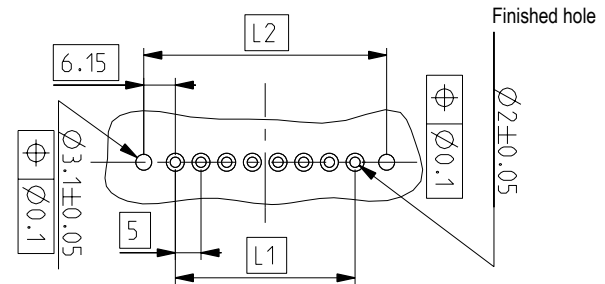 Finished hole
L2
6.15
⌖ ⌀0.1
⌀2±0.05
⌀3.1±0.05
⌖ ⌀0.1
5
L1